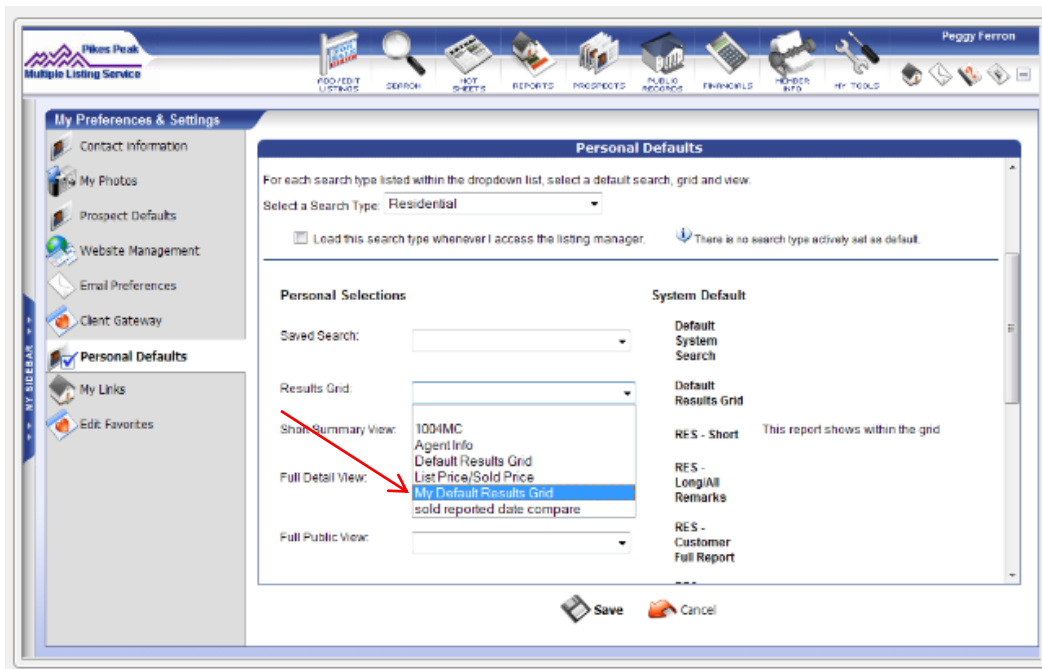 Pikes Peak
Multiple Listing Service
Peggy Ferron
ADD/EDIT LISTINGS
SEARCH
HOT SHEETS
REPORTS
PROSPECTS
PUBLIC RECORDS
FINANCIALS
MEMBER INFO
MY TOOLS
MY SIDEBAR
My Preferences & Settings
Contact Information
My Photos
Prospect Defaults
Website Management
Email Preferences
Client Gateway
Personal Defaults
My Links
Edit Favorites
Personal Defaults
For each search type listed within the dropdown list, select a default search, grid and view.
Select a Search Type: Residential
Load this search type whenever I access the listing manager.
There is no search type actively set as default.
Personal Selections
System Default
Saved Search:
Default
System
Search
Results Grid:
Default
Results Grid
1004MC
Agent Info
Default Results Grid
List Price/Sold Price
My Default Results Grid
sold reported date compare
Short Summary View:
RES - Short
This report shows within the grid
Full Detail View:
RES -
Long/All
Remarks
Full Public View:
RES -
Customer
Full Report
Save
Cancel